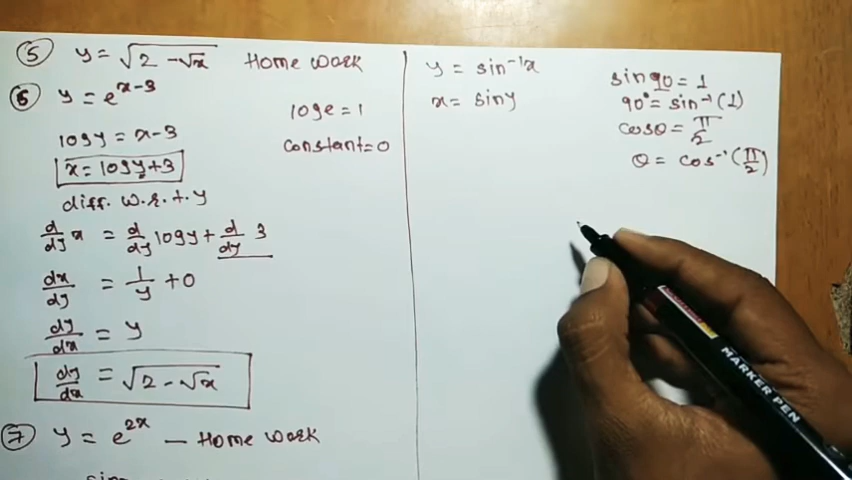 ⑤ y = √2 - √x Home work
⑥ y = e^x-3
log y = x-3
x = log y + 3
diff. w.r.t y
d/dy x = d/dy log y + d/dy 3
dx/dy = 1/y + 0
dy/dx = y
dy/dx = √2 - √x
⑦ y = e^2x — Home work
log e = 1
constant = 0
y = sin⁻¹x
x = sin y
sin 90 = 1
90° = sin⁻¹(1)
cosθ = π/2
θ = cos⁻¹(π/2)
MARKER PEN